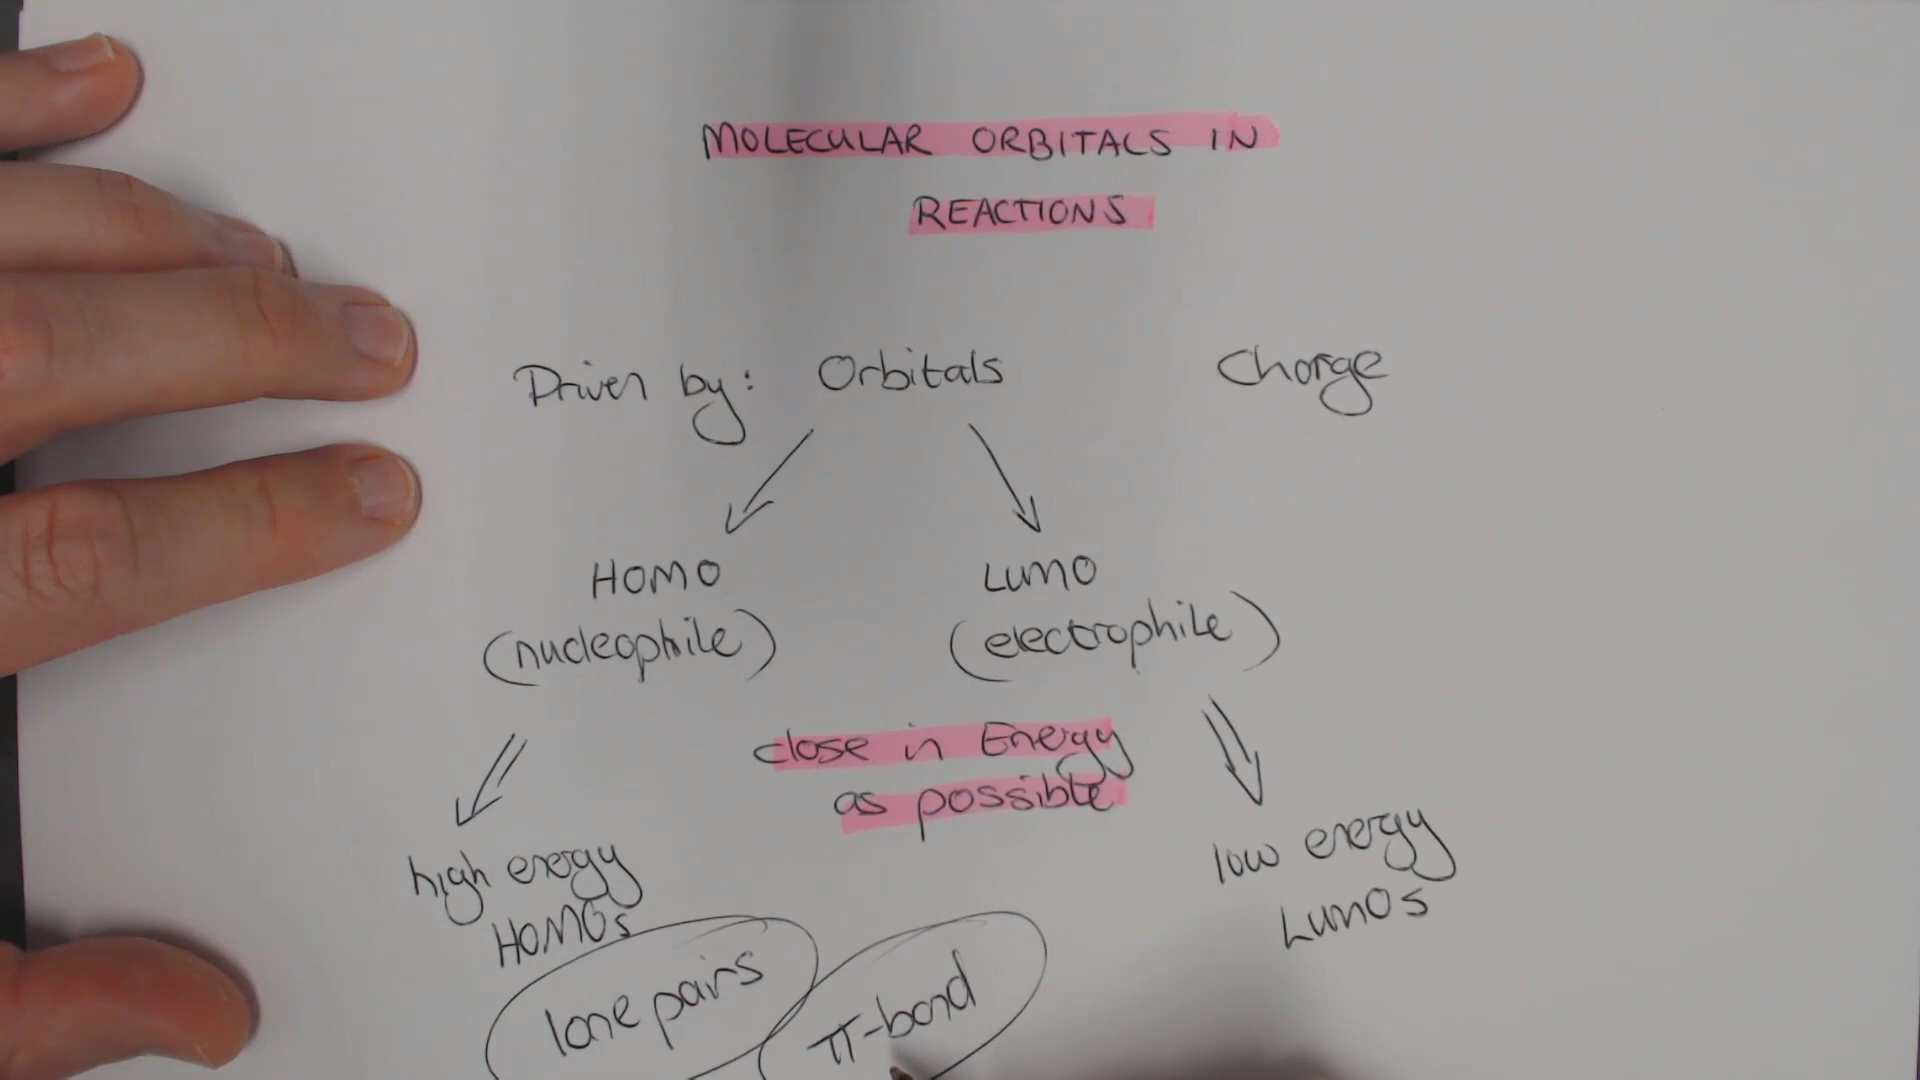 MOLECULAR ORBITALS IN
REACTIONS
Driven by: Orbitals Charge
HOMO LUMO
(nucleophile) (electrophile)
close in Energy
as possible
high energy
HOMOs
low energy
LUMOs
lone pairs
π-bond